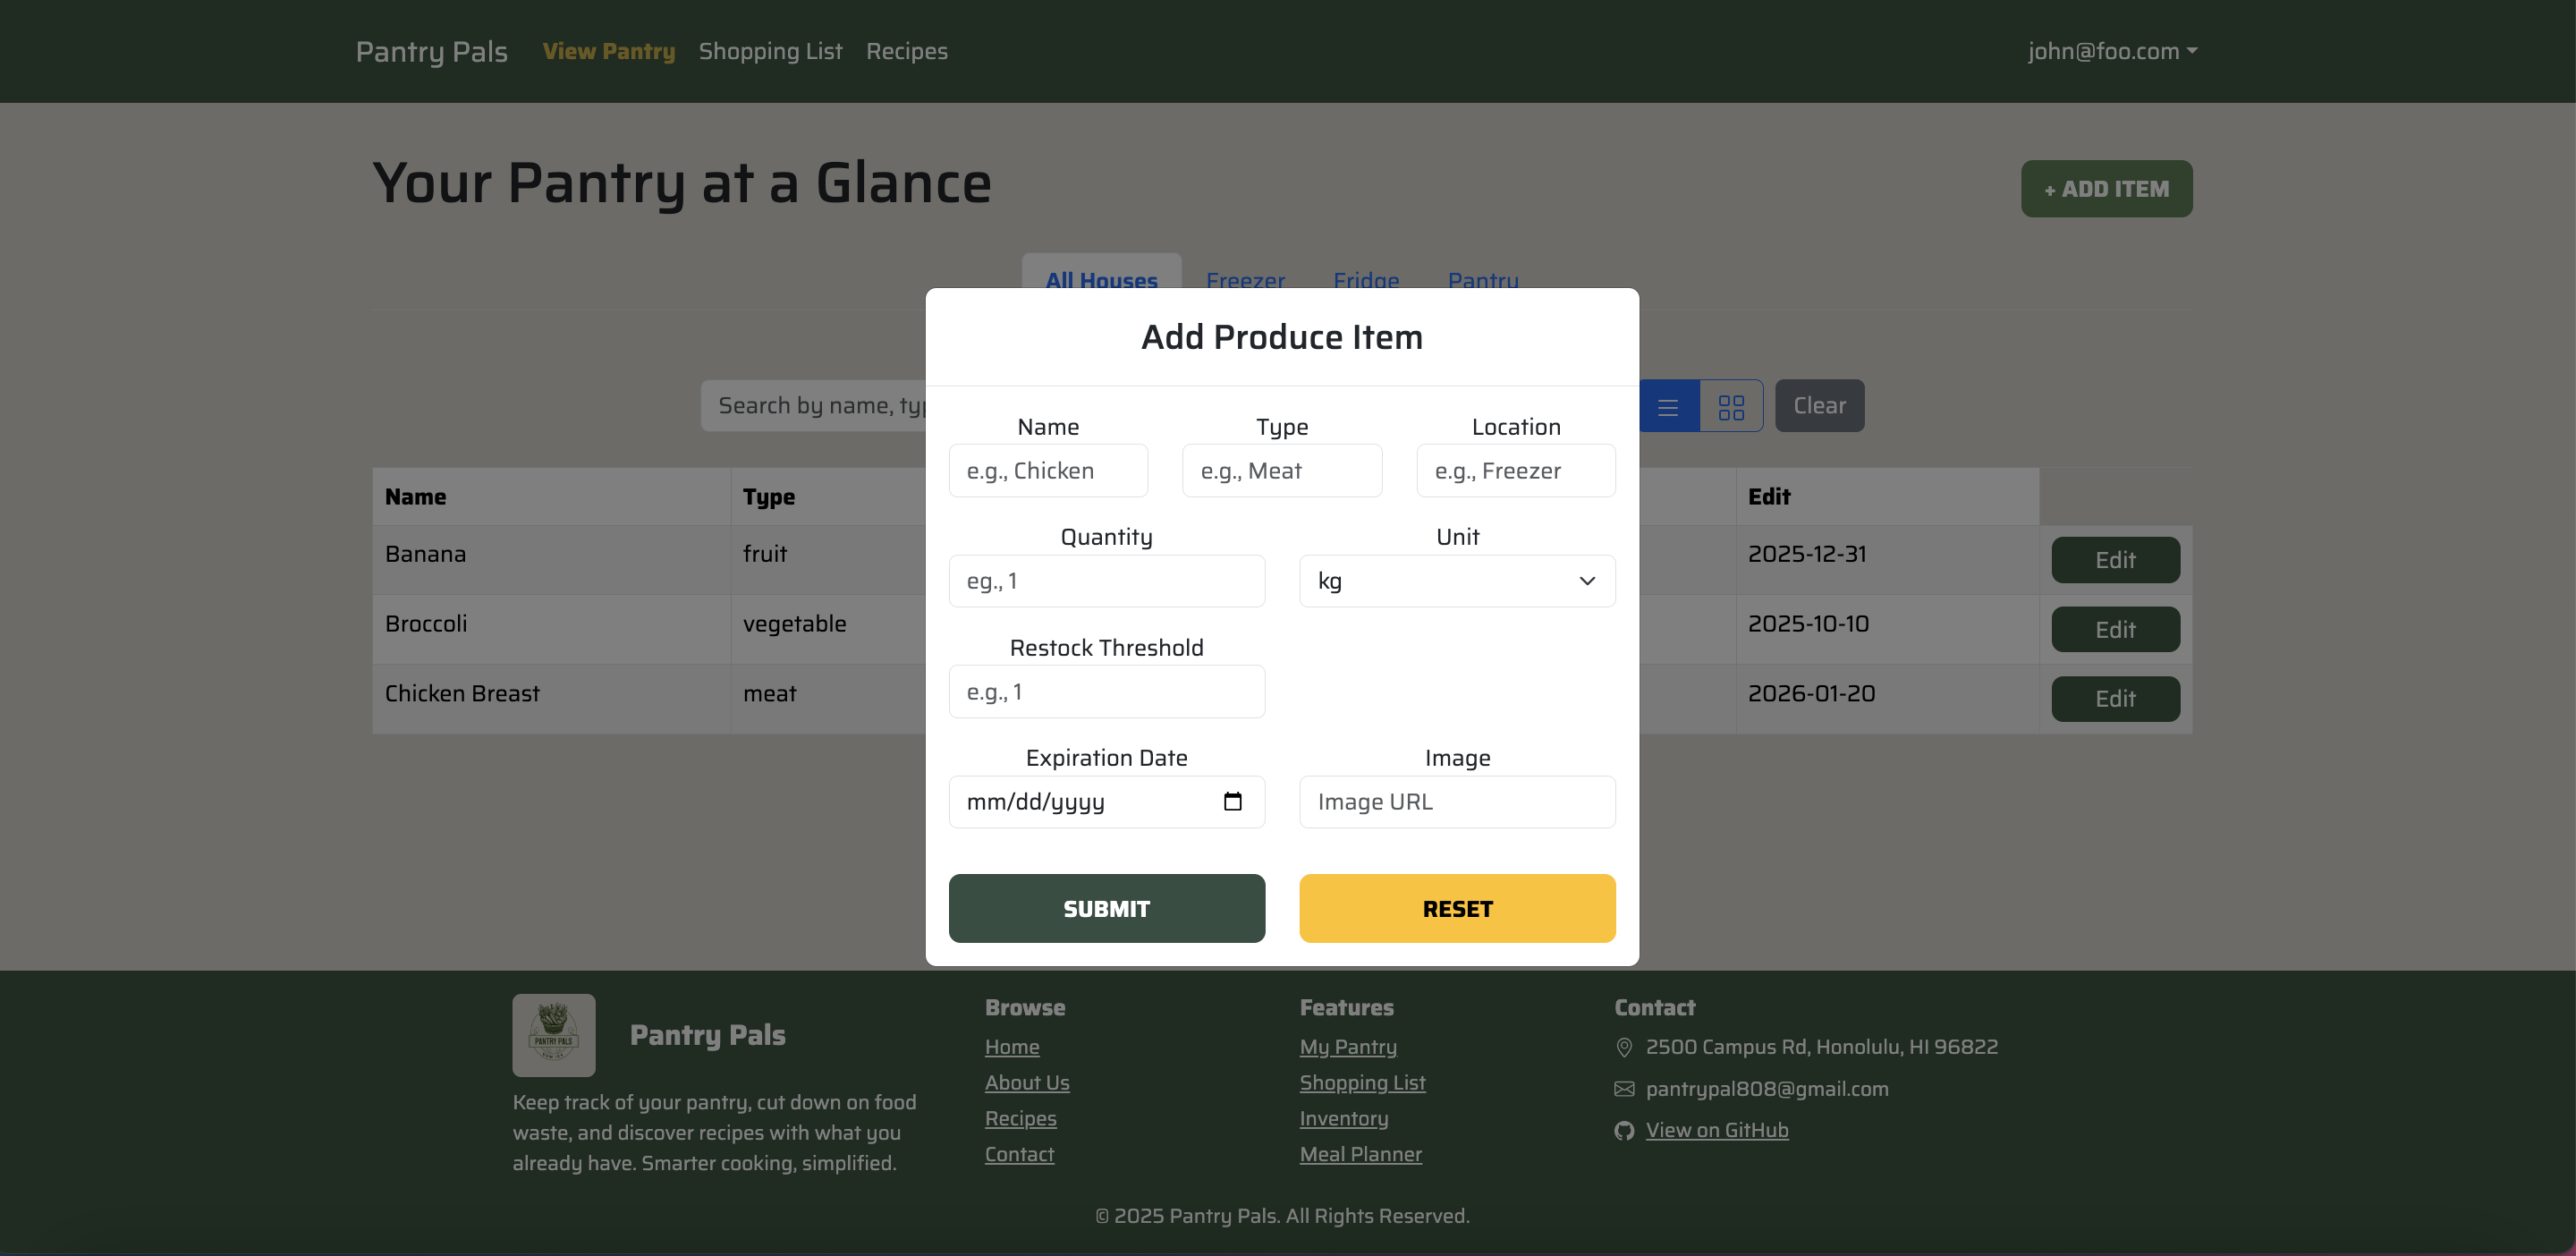 Pantry Pals View Pantry Shopping List Recipes john@foo.com
Your Pantry at a Glance
+ ADD ITEM
All Houses Freezer Fridge Pantry
Add Produce Item
Search by name, Clear
Name Type Location
e.g., Chicken e.g., Meat e.g., Freezer
Name Type Edit
Quantity Unit
eg., 1 kg
Banana fruit 2025-12-31 Edit
Broccoli vegetable 2025-10-10 Edit
Restock Threshold
e.g., 1
Chicken Breast meat 2026-01-20 Edit
Expiration Date Image
mm/dd/yyyy Image URL
SUBMIT RESET
PANTRY PALS
Pantry Pals
Keep track of your pantry, cut down on food
waste, and discover recipes with what you
already have. Smarter cooking, simplified.
Browse
Home
About Us
Recipes
Contact
Features
My Pantry
Shopping List
Inventory
Meal Planner
Contact
2500 Campus Rd, Honolulu, HI 96822
pantrypal808@gmail.com
View on GitHub
© 2025 Pantry Pals. All Rights Reserved.